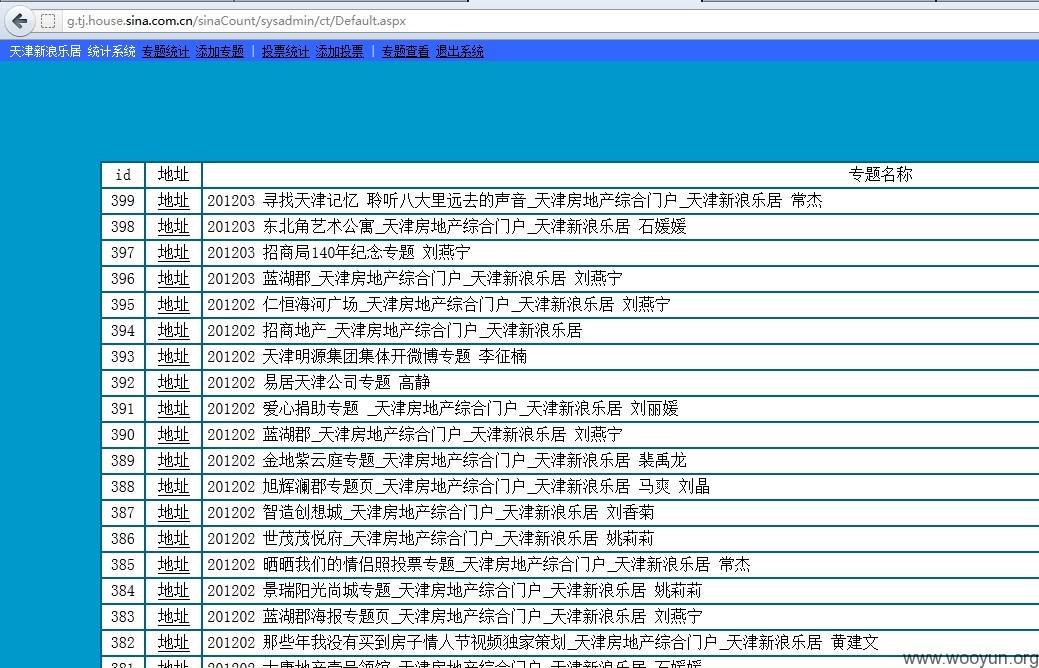 g.tj.house.sina.com.cn/sinaCount/sysadmin/ct/Default.aspx
天津新浪乐居 统计系统 专题统计 添加专题 | 投票统计 添加投票 | 专题查看 退出系统
id 地址 专题名称
399 地址 201203 寻找天津记忆 聆听八大里远去的声音_天津房地产综合门户_天津新浪乐居 常杰
398 地址 201203 东北角艺术公寓_天津房地产综合门户_天津新浪乐居 石媛媛
397 地址 201203 招商局140年纪念专题 刘燕宁
396 地址 201203 蓝湖郡_天津房地产综合门户_天津新浪乐居 刘燕宁
395 地址 201202 仁恒海河广场_天津房地产综合门户_天津新浪乐居 刘燕宁
394 地址 201202 招商地产_天津房地产综合门户_天津新浪乐居
393 地址 201202 天津明源集团集体开微博专题 李征楠
392 地址 201202 易居天津公司专题 高静
391 地址 201202 爱心捐助专题 _天津房地产综合门户_天津新浪乐居 刘丽媛
390 地址 201202 蓝湖郡_天津房地产综合门户_天津新浪乐居 刘燕宁
389 地址 201202 金地紫云庭专题_天津房地产综合门户_天津新浪乐居 裴禹龙
388 地址 201202 旭辉澜郡专题页_天津房地产综合门户_天津新浪乐居 马爽 刘晶
387 地址 201202 智造创想城_天津房地产综合门户_天津新浪乐居 刘香菊
386 地址 201202 世茂茂悦府_天津房地产综合门户_天津新浪乐居 姚莉莉
385 地址 201202 晒晒我们的情侣照投票专题_天津房地产综合门户_天津新浪乐居 常杰
384 地址 201202 景瑞阳光尚城专题_天津房地产综合门户_天津新浪乐居 姚莉莉
383 地址 201202 蓝湖郡海报专题页_天津房地产综合门户_天津新浪乐居 刘燕宁
382 地址 201202 那些年我没有买到房子情人节视频独家策划_天津房地产综合门户_天津新浪乐居 黄建文
381 地址 201202
www.wooyun.org